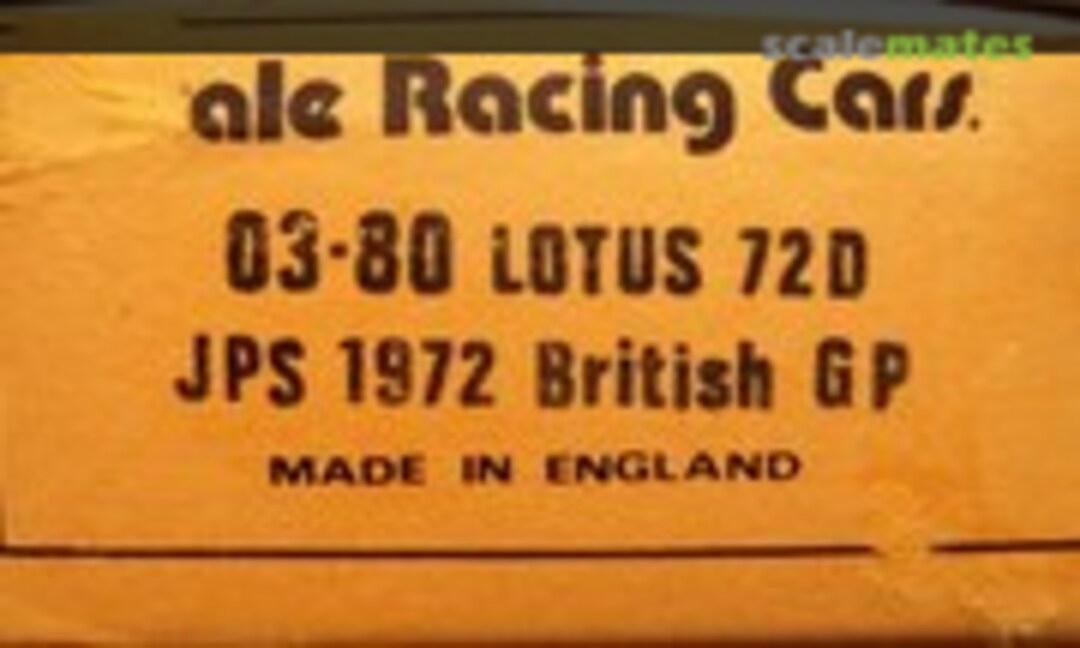 scalemates
ale Racing Cars.
03-80 LOTUS 72D
JPS 1972 British GP
MADE IN ENGLAND